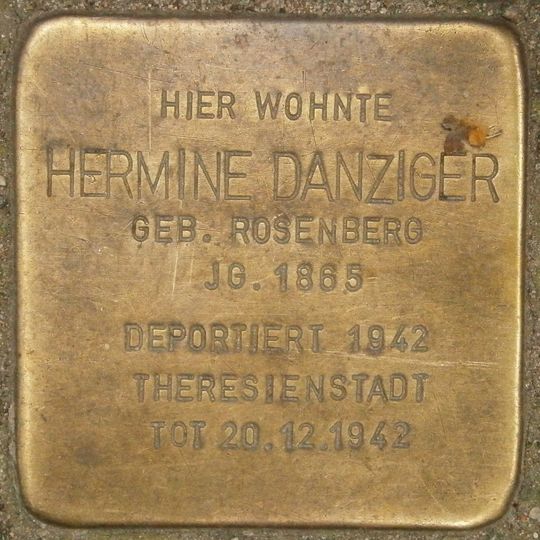 HIER WOHNTE
HERMINE DANZIGER
GEB. ROSENBERG
JG. 1865
DEPORTIERT 1942
THERESIENSTADT
TOT 20.12.1942